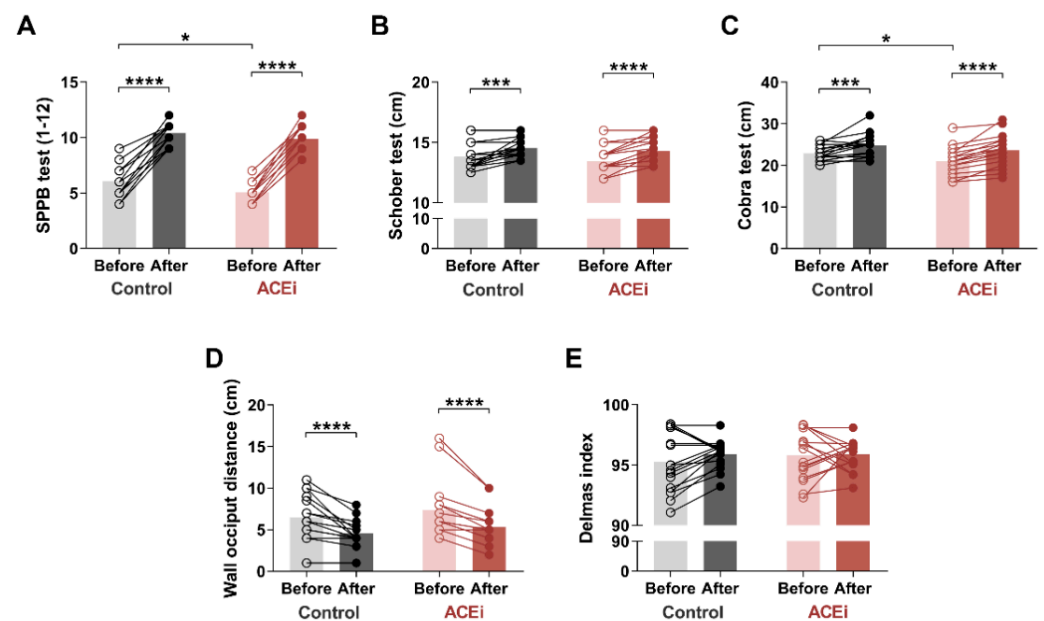 A
*
**** ****
SPPB test (1-12)
15
10
5
0
Before After Before After
Control ACEi
B
*** ****
Schober test (cm)
20
15
10
10
0
Before After Before After
Control ACEi
C
*
*** ****
Cobra test (cm)
40
30
20
10
0
Before After Before After
Control ACEi
D
**** ****
Wall occiput distance (cm)
20
15
10
5
0
Before After Before After
Control ACEi
E
Delmas index
100
95
90
90
0
Before After Before After
Control ACEi